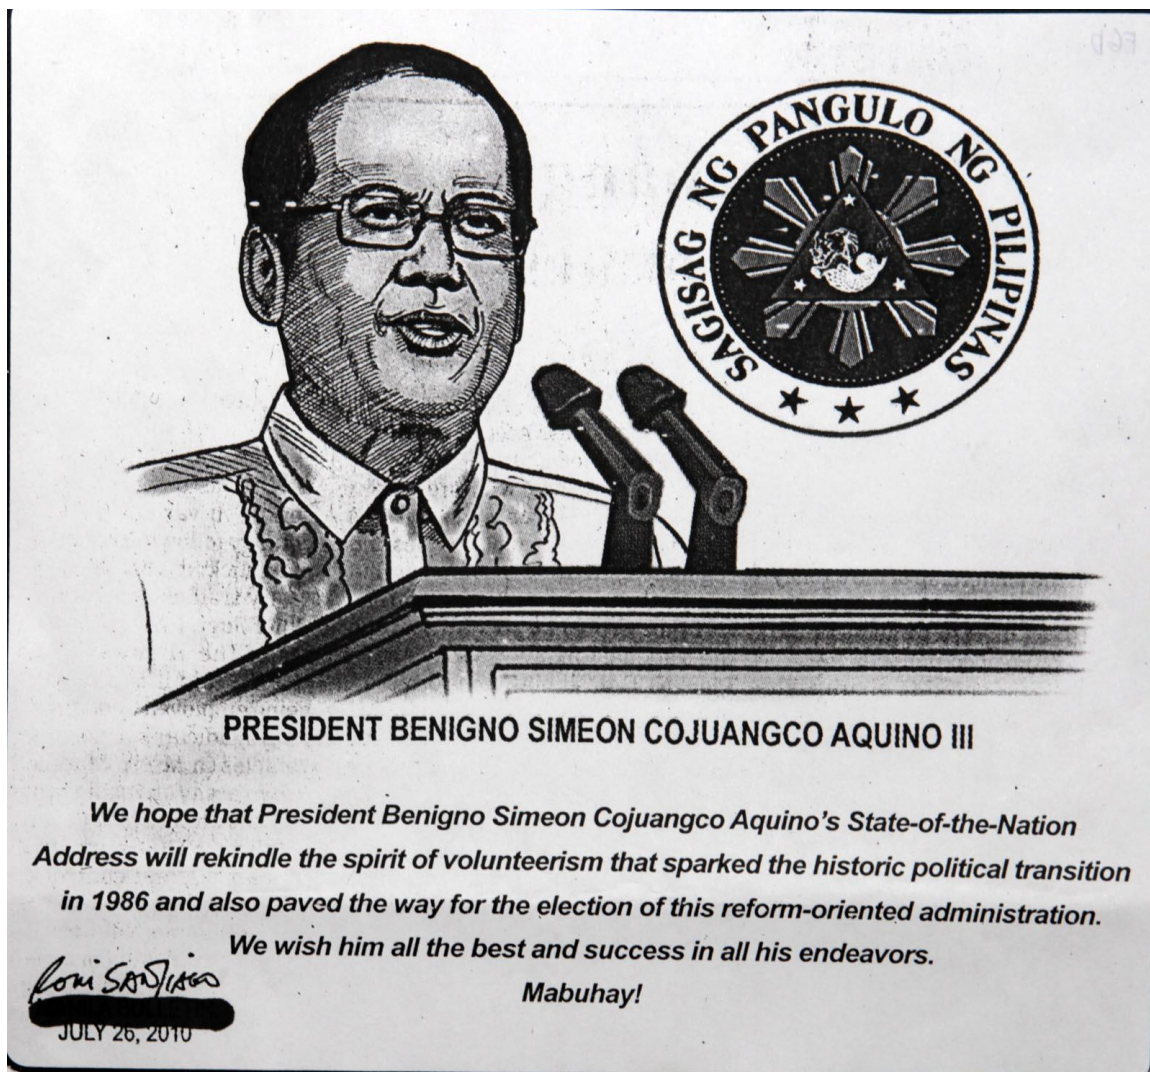 SAGISAG NG PANGULO NG PILIPINAS
PRESIDENT BENIGNO SIMEON COJUANGCO AQUINO III
We hope that President Benigno Simeon Cojuangco Aquino's State-of-the-Nation
Address will rekindle the spirit of volunteerism that sparked the historic political transition
in 1986 and also paved the way for the election of this reform-oriented administration.
We wish him all the best and success in all his endeavors.
Mabuhay!
Roni SANTIAGO
JULY 26, 2010